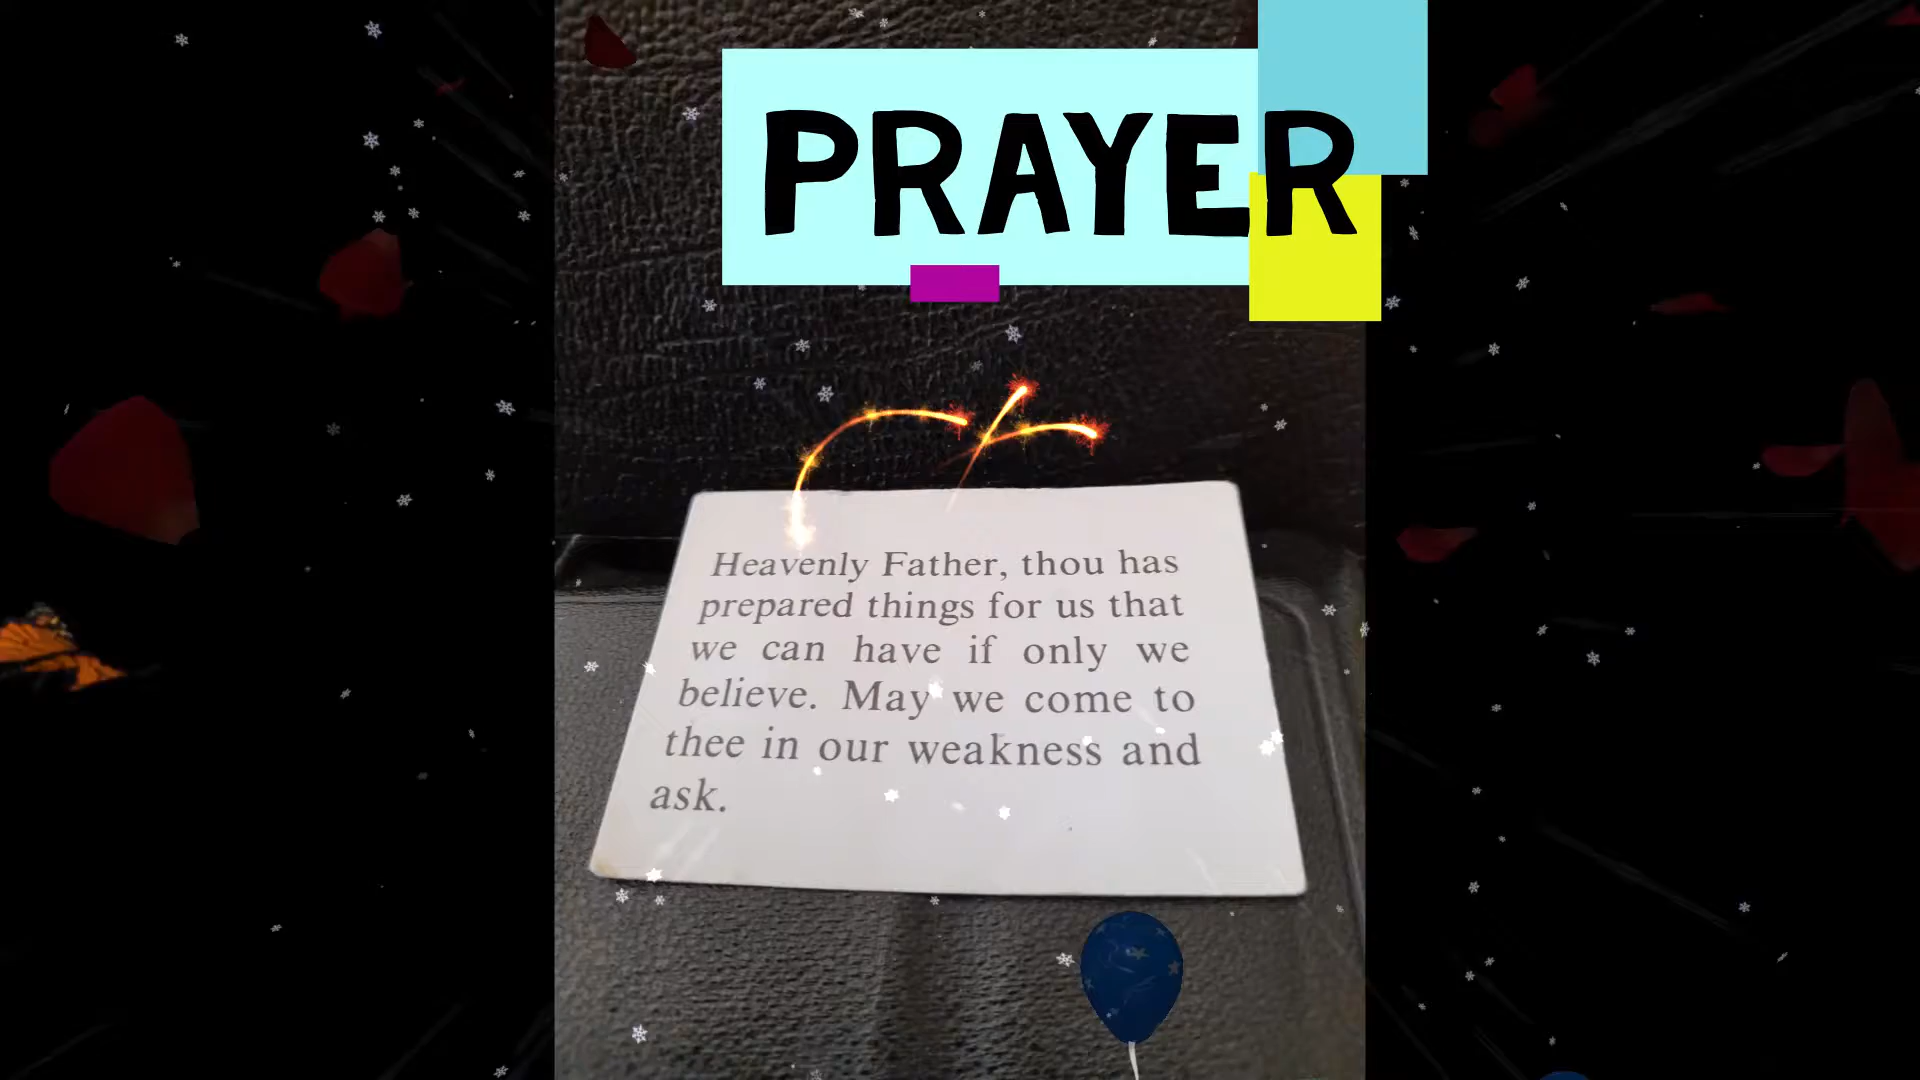 PRAYER
Heavenly Father, thou has
prepared things for us that
we can have if only we
believe. May we come to
thee in our weakness and
ask.